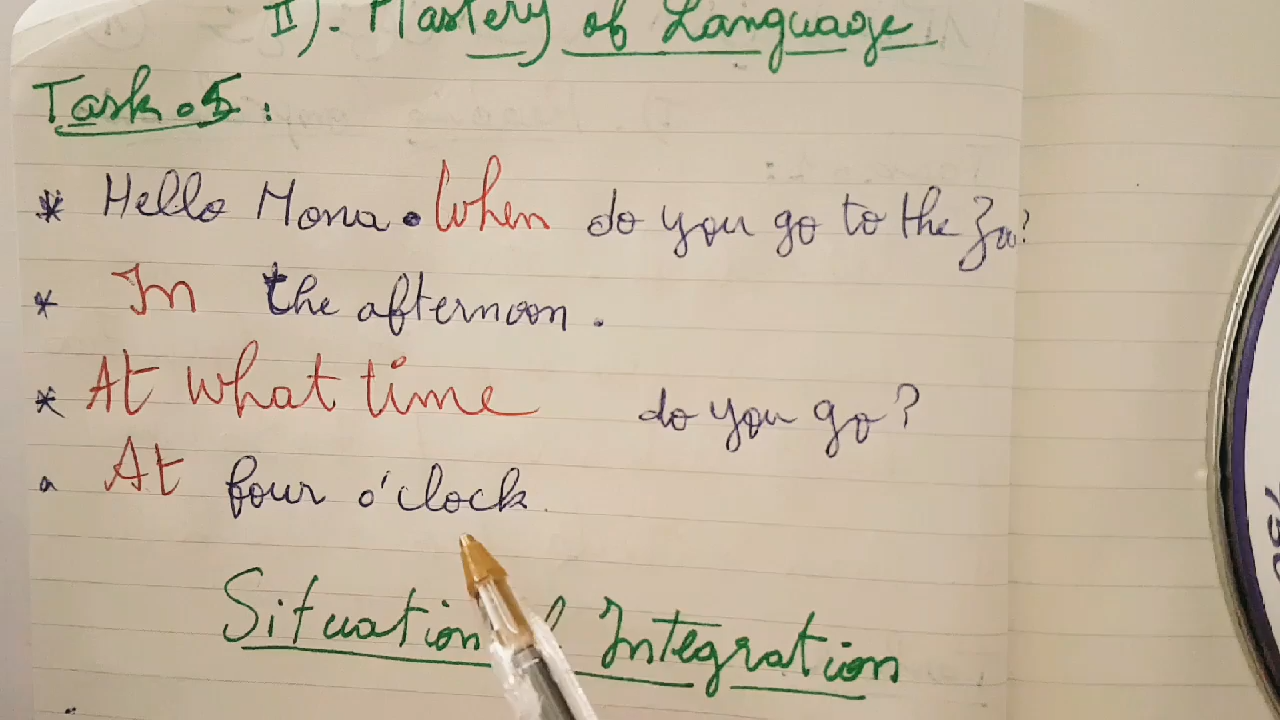 II). Mastery of Language
Task.5:
* Hello Mona. When do you go to the Zoo?
* In the afternoon.
* At what time do you go?
At four o'clock.
Situation of Integration